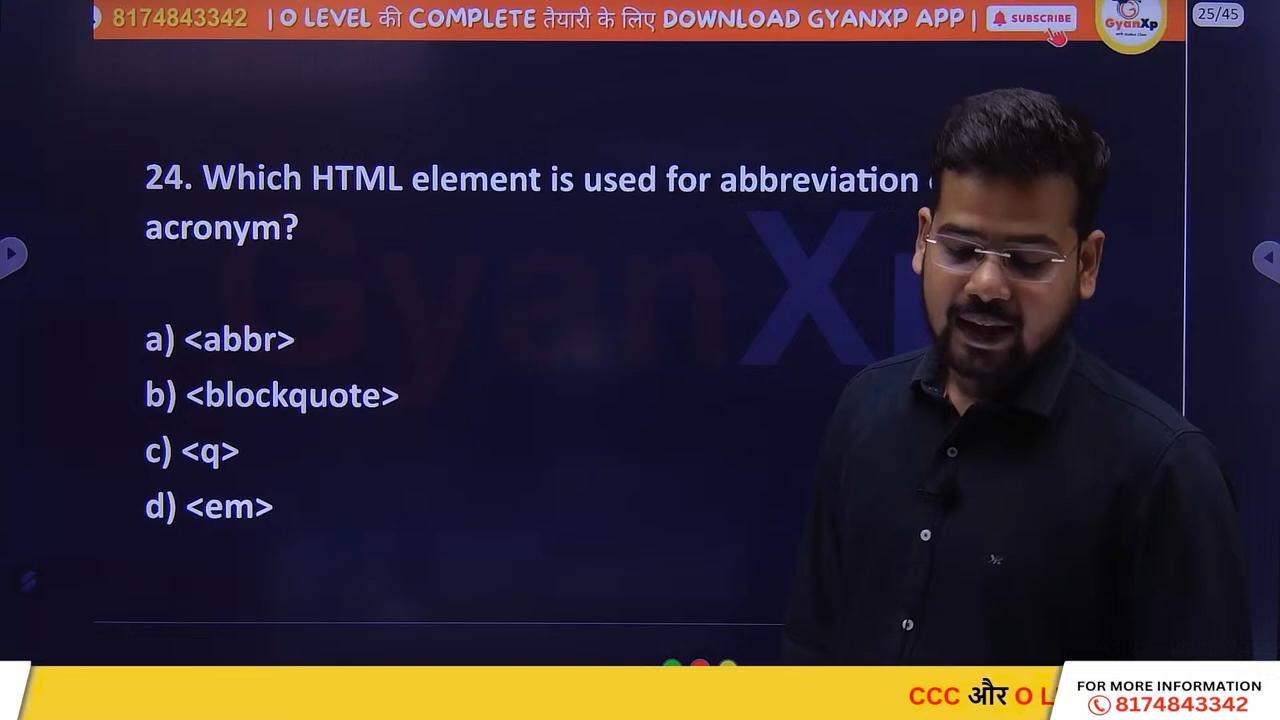 8174843342 | O LEVEL की COMPLETE तैयारी के लिए DOWNLOAD GYANXP APP |
SUBSCRIBE
GyanXp
25/45
24. Which HTML element is used for abbreviation
acronym?
GyanXp
a) <abbr>
b) <blockquote>
c) <q>
d) <em>
CCC और O L
FOR MORE INFORMATION
8174843342